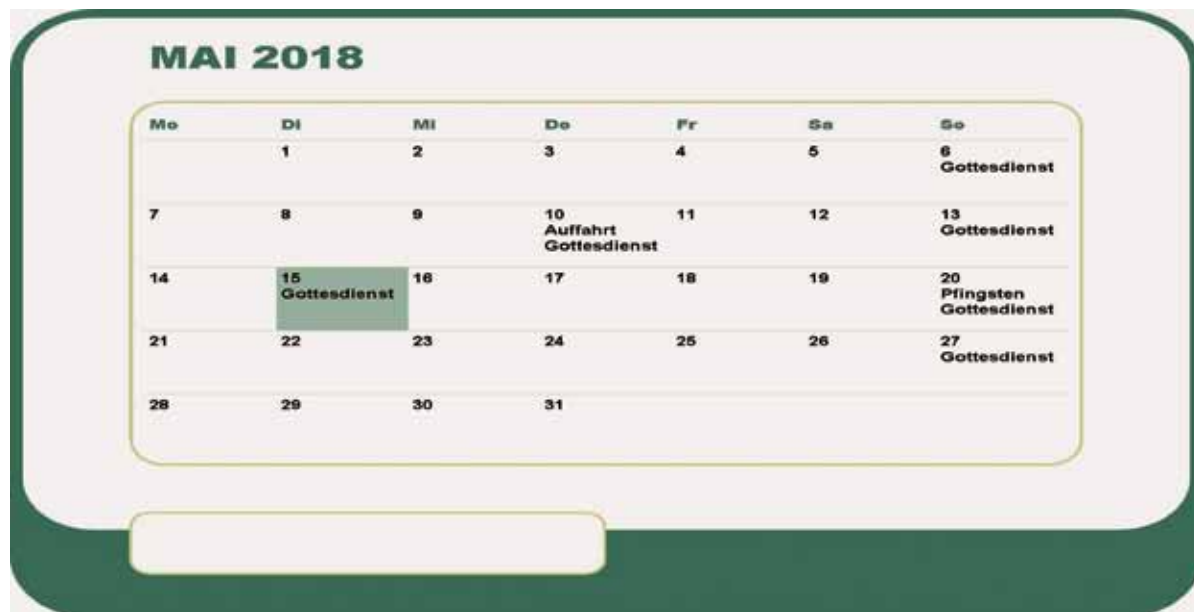 MAI 2018
Mo DI MI Do Fr Sa So
1 2 3 4 5 6
Gottesdienst
7 8 9 10 11 12 13
Auffahrt Gottesdienst
Gottesdienst
14 15 16 17 18 19 20
Gottesdienst Pfingsten
Gottesdienst
21 22 23 24 25 26 27
Gottesdienst
28 29 30 31